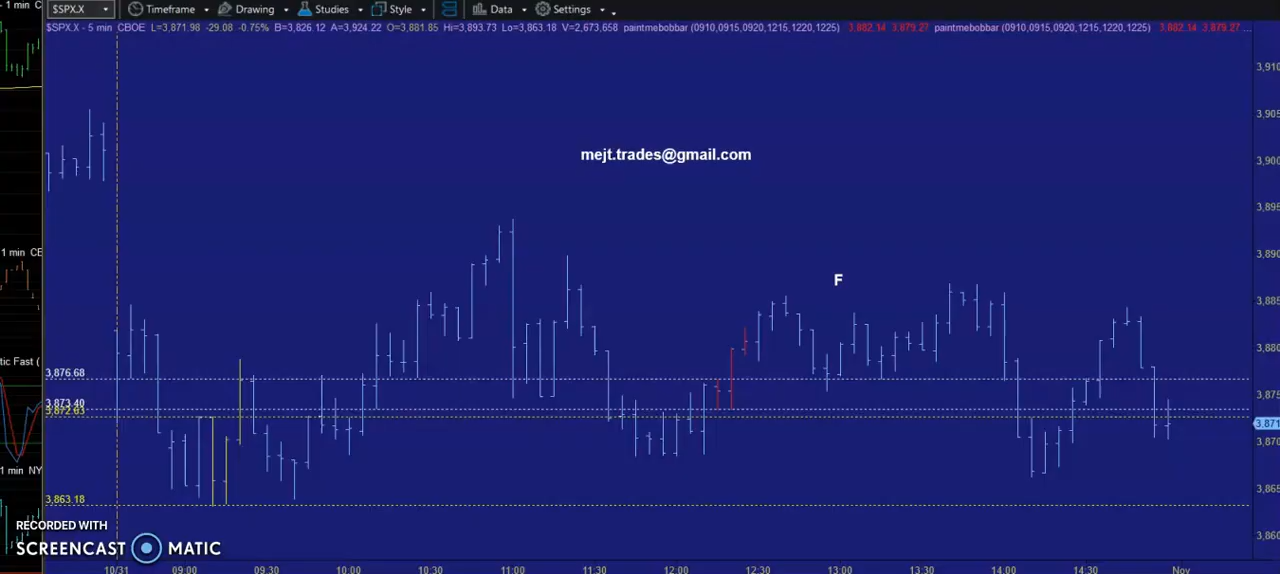 - 1 min C
$SPX.X
Timeframe
Drawing
Studies
Style
Data
Settings
$SPX.X - 5 min CBOE L=3,871.98 -29.08 -0.75% B=3,826.12 A=3,924.22 O=3,881.85 Hi=3,893.73 Lo=3,863.18 V=2,673,658 paintmebobbar (0910,0915,0920,1215,1220,1225) 3,882.14 3,879.27 paintmebobbar (0910,0915,0920,1215,1220,1225) 3,882.14 3,879.27 ...
3,910
3,905
mejt.trades@gmail.com
3,900
3,895
1 min CE
3,890
F
3,885
3,880
tic Fast (
3,876.68
3,875
3,873.40
3,872.63
3,871
3,870
1 min NY
3,865
3,863.18
RECORDED WITH
SCREENCAST MATIC
3,860
10/31 09:00 09:30 10:00 10:30 11:00 11:30 12:00 12:30 13:00 13:30 14:00 14:30 Nov